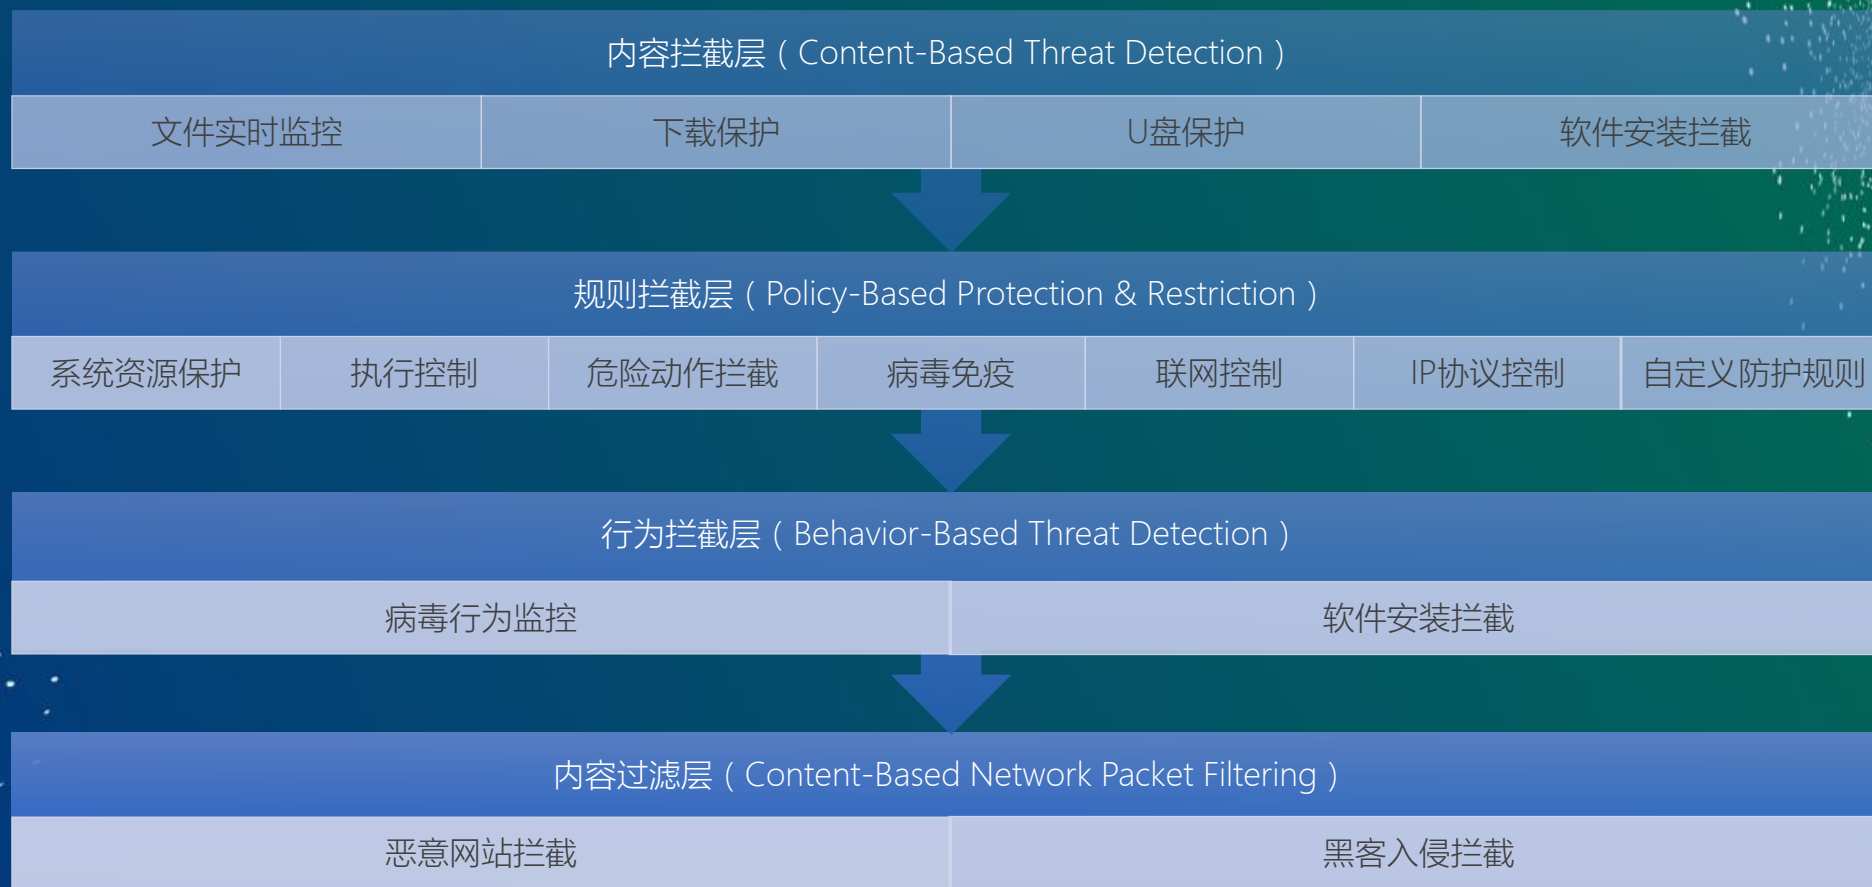 内容拦截层（Content-Based Threat Detection）
文件实时监控 下载保护 U盘保护 软件安装拦截
规则拦截层（Policy-Based Protection & Restriction）
系统资源保护 执行控制 危险动作拦截 病毒免疫 联网控制 IP协议控制 自定义防护规则
行为拦截层（Behavior-Based Threat Detection）
病毒行为监控 软件安装拦截
内容过滤层（Content-Based Network Packet Filtering）
恶意网站拦截 黑客入侵拦截